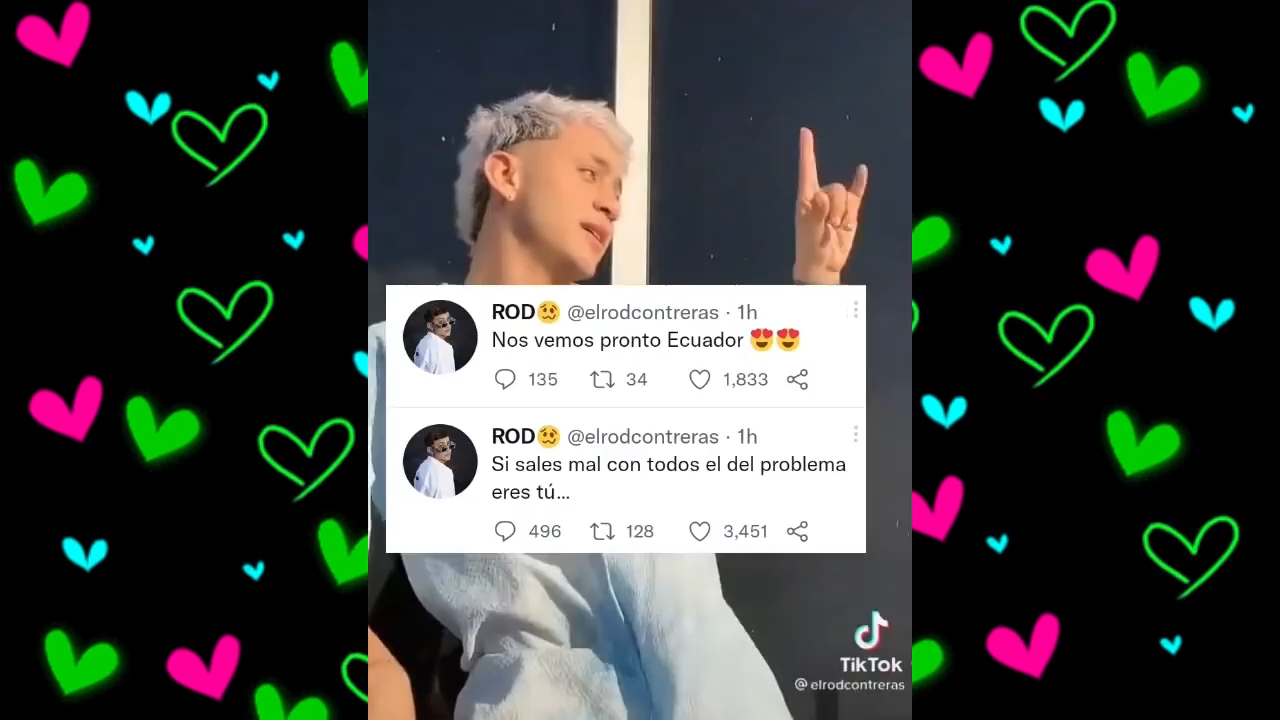 ROD🥴 @elrodcontreras · 1h
Nos vemos pronto Ecuador 😍😍
135 34 1,833
ROD🥴 @elrodcontreras · 1h
Si sales mal con todos el del problema
eres tú...
496 128 3,451
TikTok
@elrodcontreras